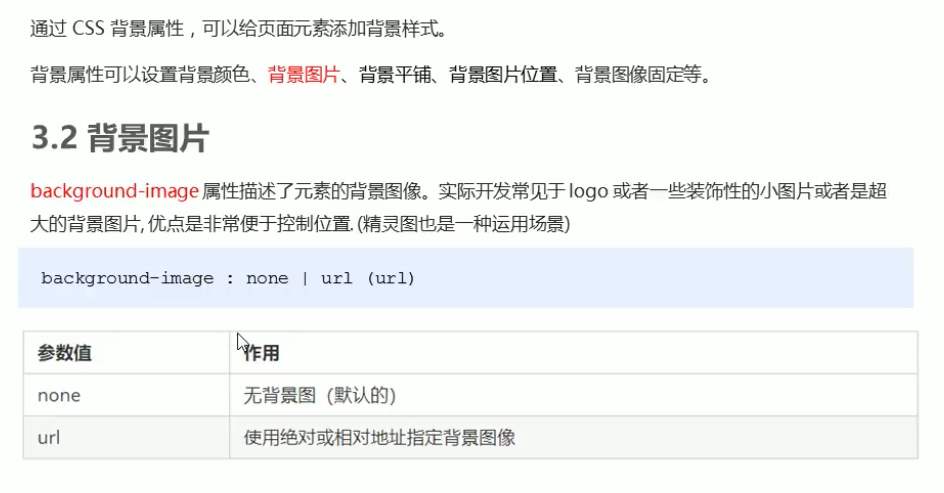 通过 CSS 背景属性，可以给页面元素添加背景样式。
背景属性可以设置背景颜色、背景图片、背景平铺、背景图片位置、背景图像固定等。
3.2 背景图片
background-image 属性描述了元素的背景图像。实际开发常见于 logo 或者一些装饰性的小图片或者是超
大的背景图片, 优点是非常便于控制位置. (精灵图也是一种运用场景)
background-image : none | url (url)
参数值 作用
none 无背景图（默认的）
url 使用绝对或相对地址指定背景图像